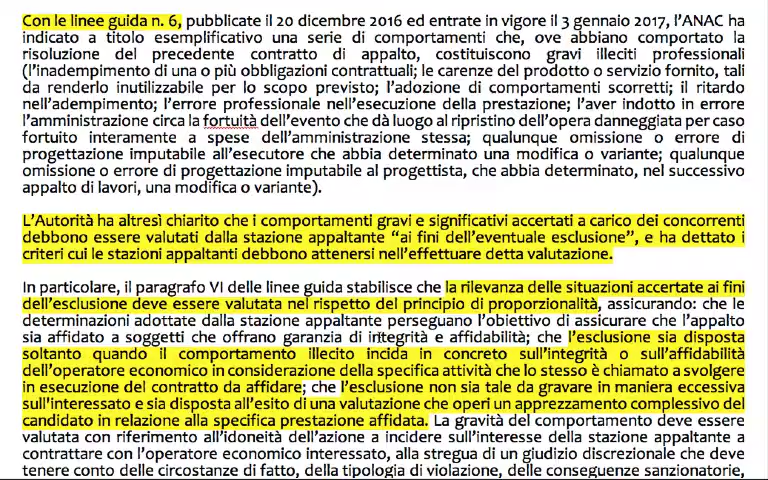 Con le linee guida n. 6, pubblicate il 20 dicembre 2016 ed entrate in vigore il 3 gennaio 2017, l’ANAC ha
indicato a titolo esemplificativo una serie di comportamenti che, ove abbiano comportato la
risoluzione del precedente contratto di appalto, costituiscono gravi illeciti professionali
(l’inadempimento di una o più obbligazioni contrattuali; le carenze del prodotto o servizio fornito, tali
da renderlo inutilizzabile per lo scopo previsto; l’adozione di comportamenti scorretti; il ritardo
nell’adempimento; l’errore professionale nell’esecuzione della prestazione; l’aver indotto in errore
l’amministrazione circa la fortuità dell’evento che dà luogo al ripristino dell’opera danneggiata per caso
fortuito interamente a spese dell’amministrazione stessa; qualunque omissione o errore di
progettazione imputabile all’esecutore che abbia determinato una modifica o variante; qualunque
omissione o errore di progettazione imputabile al progettista, che abbia determinato, nel successivo
appalto di lavori, una modifica o variante).
L’Autorità ha altresì chiarito che i comportamenti gravi e significativi accertati a carico dei concorrenti
debbono essere valutati dalla stazione appaltante “ai fini dell’eventuale esclusione”, e ha dettato i
criteri cui le stazioni appaltanti debbono attenersi nell’effettuare detta valutazione.
In particolare, il paragrafo VI delle linee guida stabilisce che la rilevanza delle situazioni accertate ai fini
dell’esclusione deve essere valutata nel rispetto del principio di proporzionalità, assicurando: che le
determinazioni adottate dalla stazione appaltante perseguano l’obiettivo di assicurare che l’appalto
sia affidato a soggetti che offrano garanzia di integrità e affidabilità; che l’esclusione sia disposta
soltanto quando il comportamento illecito incida in concreto sull’integrità o sull’affidabilità
dell’operatore economico in considerazione della specifica attività che lo stesso è chiamato a svolgere
in esecuzione del contratto da affidare; che l’esclusione non sia tale da gravare in maniera eccessiva
sull'interessato e sia disposta all’esito di una valutazione che operi un apprezzamento complessivo del
candidato in relazione alla specifica prestazione affidata. La gravità del comportamento deve essere
valutata con riferimento all’idoneità dell’azione a incidere sull’interesse della stazione appaltante a
contrattare con l’operatore economico interessato, alla stregua di un giudizio discrezionale che deve
tenere conto delle circostanze di fatto, della tipologia di violazione, delle conseguenze sanzionatorie,